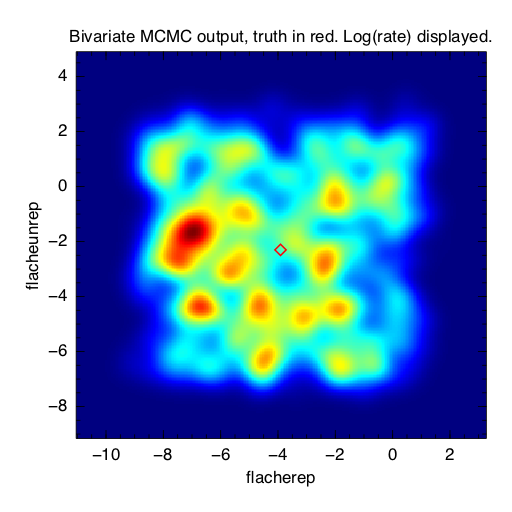 Bivariate MCMC output, truth in red. Log(rate) displayed.
4
2
0
−2
−4
−6
−8
flacheunrep
−10 −8 −6 −4 −2 0 2
flacherep